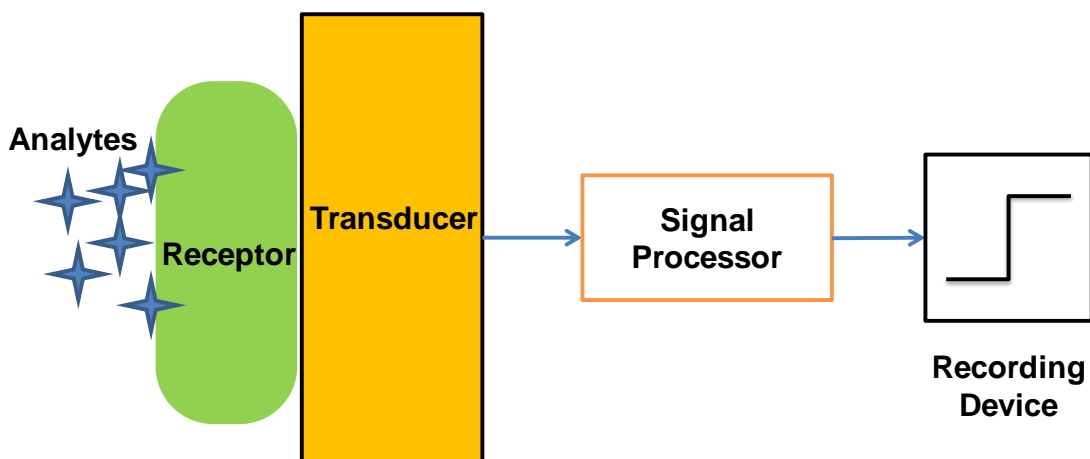 Analytes
Receptor
Transducer
Signal
Processor
Recording
Device